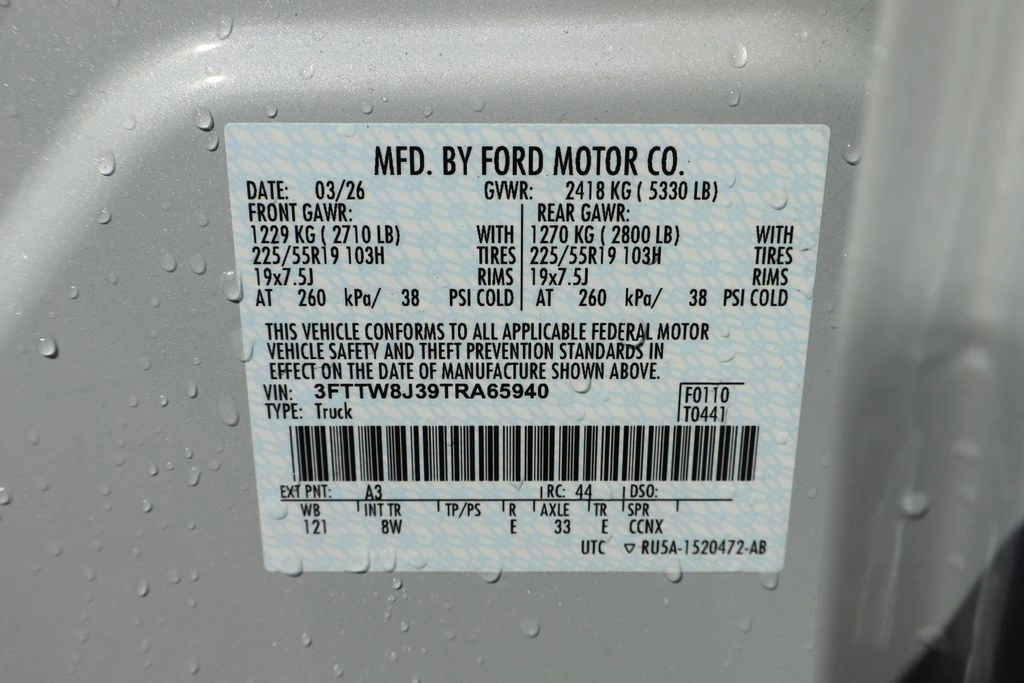 MFD. BY FORD MOTOR CO.
DATE: 03/26 GVWR: 2418 KG ( 5330 LB)
FRONT GAWR: REAR GAWR:
1229 KG ( 2710 LB) WITH 1270 KG ( 2800 LB) WITH
225/55R19 103H TIRES 225/55R19 103H TIRES
19x7.5J RIMS 19x7.5J RIMS
AT 260 kPa/ 38 PSI COLD AT 260 kPa/ 38 PSI COLD
THIS VEHICLE CONFORMS TO ALL APPLICABLE FEDERAL MOTOR
VEHICLE SAFETY AND THEFT PREVENTION STANDARDS IN
EFFECT ON THE DATE OF MANUFACTURE SHOWN ABOVE.
VIN: 3FTTW8J39TRA65940 F0110
TYPE: Truck T0441
EXT PNT: A3 RC: 44 DSO:
WB INT TR TP/PS R AXLE TR SPR
121 8W E 33 E CCNX
UTC ▽ RU5A-1520472-AB